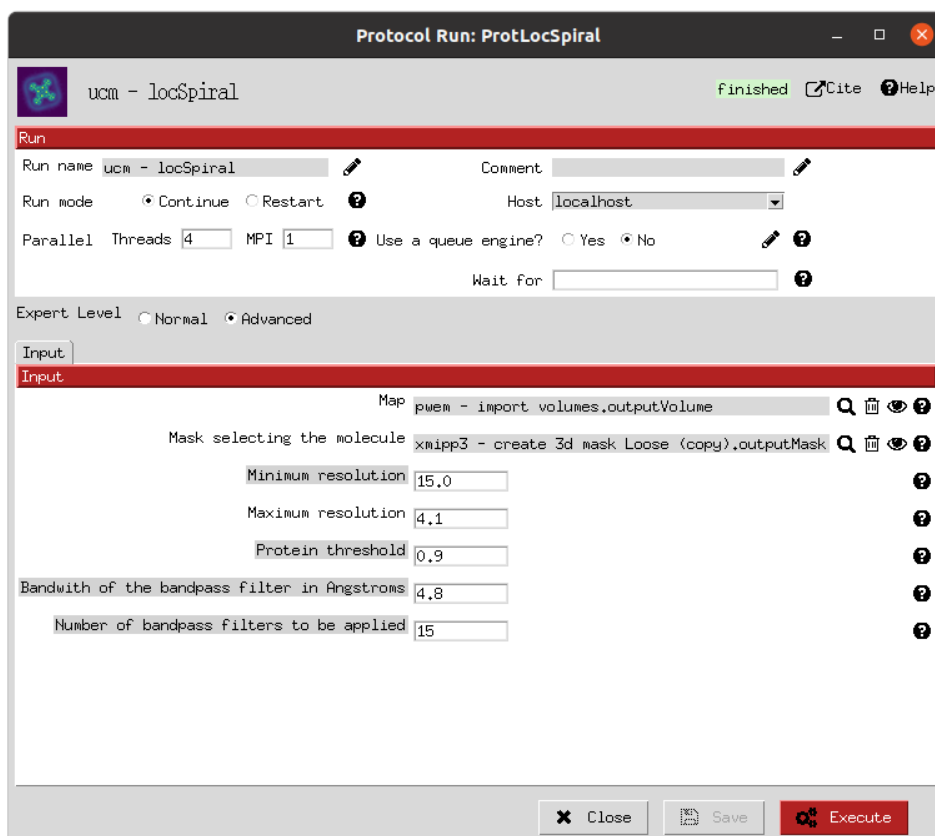 Protocol Run: ProtLocSpiral
ucm - locSpiral finished Cite Help
Run
Run name ucm - locSpiral Comment
Run mode Continue Restart Host localhost
Parallel Threads 4 MPI 1 Use a queue engine? Yes No
Wait for
Expert Level Normal Advanced
Input
Input
Map pwem - import volumes.outputVolume
Mask selecting the molecule xmipp3 - create 3d mask Loose (copy).outputMask
Minimum resolution 15.0
Maximum resolution 4.1
Protein threshold 0.9
Bandwith of the bandpass filter in Angstroms 4.8
Number of bandpass filters to be applied 15
Close Save Execute